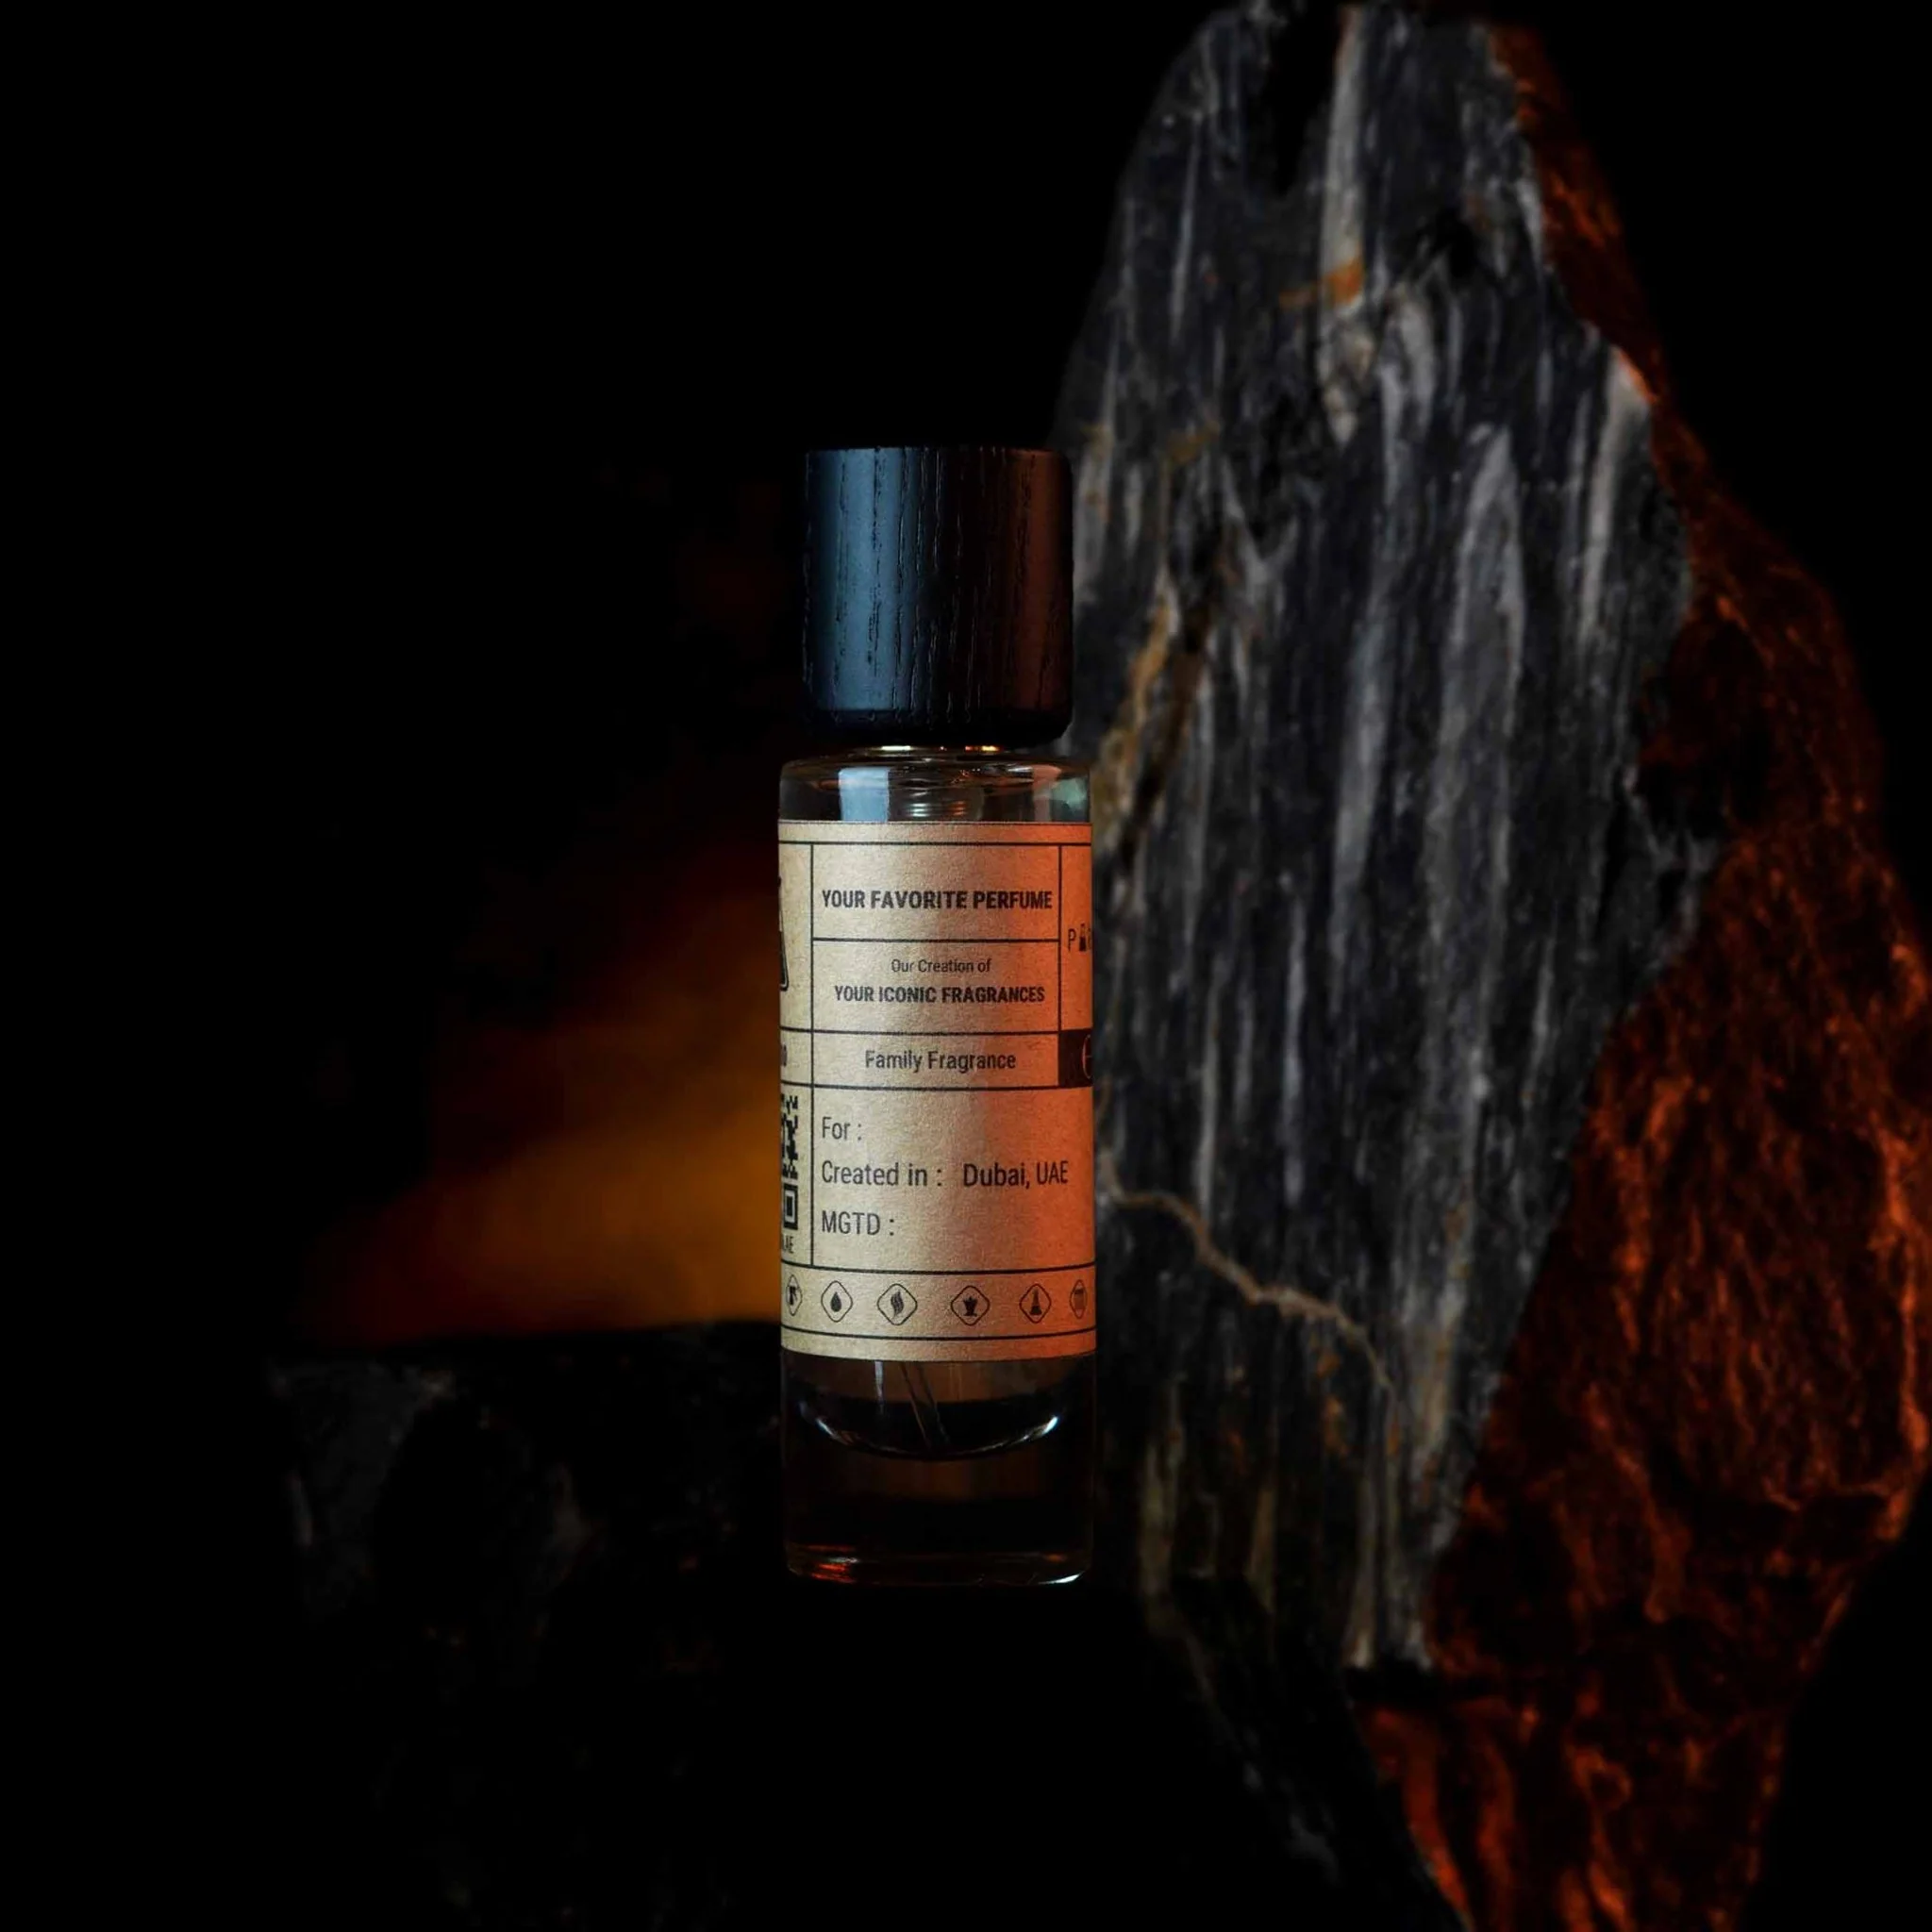 YOUR FAVORITE PERFUME
Our Creation of
YOUR ICONIC FRAGRANCES
Family Fragrance
For :
Created in : Dubai, UAE
MGTD :